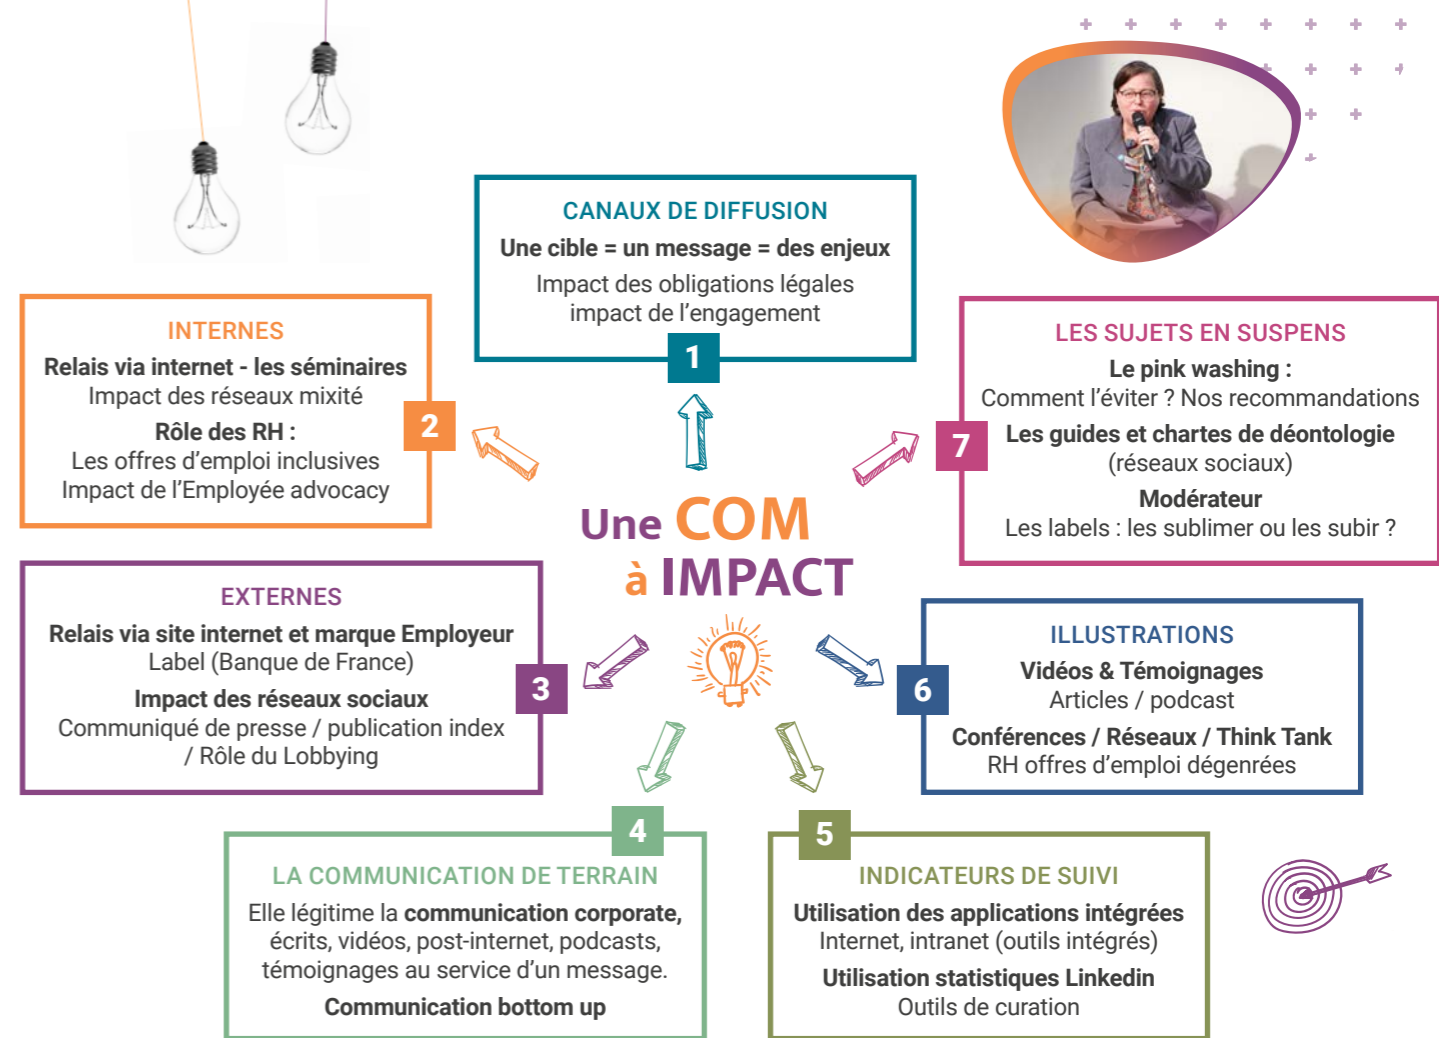 CANAUX DE DIFFUSION
Une cible = un message = des enjeux
Impact des obligations légales
impact de l'engagement
1
INTERNES
Relais via internet - les séminaires
Impact des réseaux mixité
Rôle des RH :
Les offres d'emploi inclusives
Impact de l'Employée advocacy
2
EXTERNES
Relais via site internet et marque Employeur
Label (Banque de France)
Impact des réseaux sociaux
Communiqué de presse / publication index
/ Rôle du Lobbying
3
Une COM
à IMPACT
4
LA COMMUNICATION DE TERRAIN
Elle légitime la communication corporate,
écrits, vidéos, post-internet, podcasts,
témoignages au service d'un message.
Communication bottom up
5
INDICATEURS DE SUIVI
Utilisation des applications intégrées
Internet, intranet (outils intégrés)
Utilisation statistiques Linkedin
Outils de curation
6
ILLUSTRATIONS
Vidéos & Témoignages
Articles / podcast
Conférences / Réseaux / Think Tank
RH offres d'emploi dégenrées
7
LES SUJETS EN SUSPENS
Le pink washing :
Comment l'éviter ? Nos recommandations
Les guides et chartes de déontologie
(réseaux sociaux)
Modérateur
Les labels : les sublimer ou les subir ?